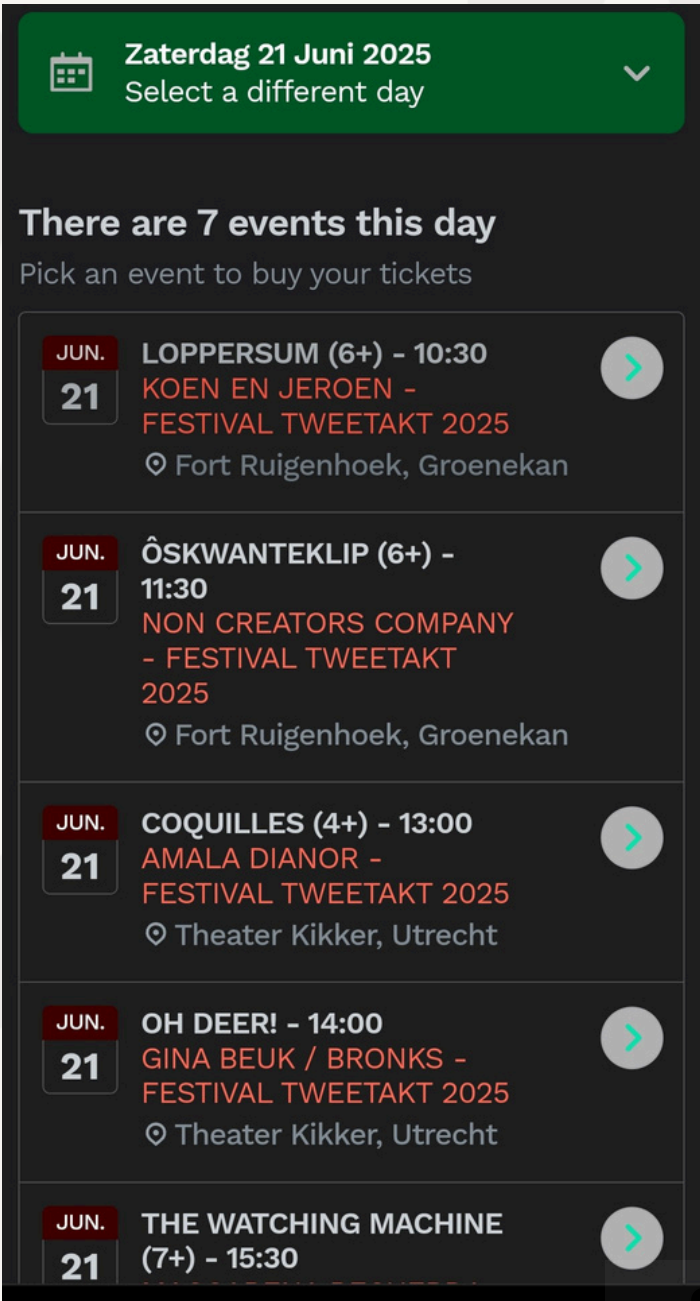 Zaterdag 21 Juni 2025
Select a different day
There are 7 events this day
Pick an event to buy your tickets
JUN.
21
LOPPERSUM (6+) - 10:30
KOEN EN JEROEN -
FESTIVAL TWEETAKT 2025
Fort Ruigenhoek, Groenekan
JUN.
21
ÔSKWANTEKLIP (6+) -
11:30
NON CREATORS COMPANY
- FESTIVAL TWEETAKT
2025
Fort Ruigenhoek, Groenekan
JUN.
21
COQUILLES (4+) - 13:00
AMALA DIANOR -
FESTIVAL TWEETAKT 2025
Theater Kikker, Utrecht
JUN.
21
OH DEER! - 14:00
GINA BEUK / BRONKS -
FESTIVAL TWEETAKT 2025
Theater Kikker, Utrecht
JUN.
21
THE WATCHING MACHINE
(7+) - 15:30